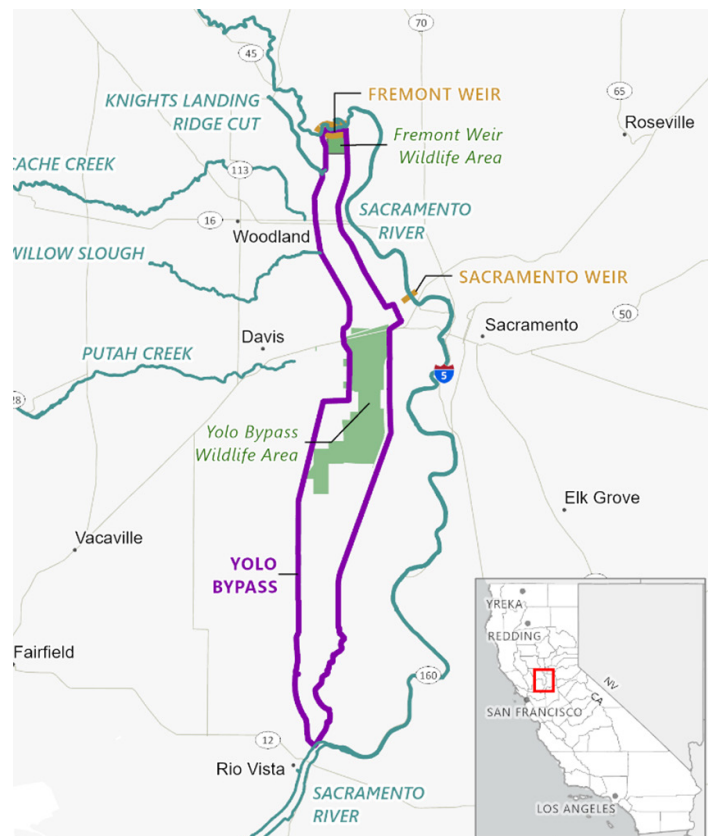 70
45
KNIGHTS LANDING
RIDGE CUT
FREMONT WEIR
65
Roseville
Fremont Weir
Wildlife Area
CACHE CREEK
113
16
SACRAMENTO
RIVER
Woodland
WILLOW SLOUGH
SACRAMENTO WEIR
50
Davis
Sacramento
PUTAH CREEK
5
28
Yolo Bypass
Wildlife Area
Elk Grove
Vacaville
YOLO
BYPASS
Fairfield
160
12
Rio Vista
SACRAMENTO
RIVER
YREKA
REDDING
NV
CA
SAN FRANCISCO
LOS ANGELES